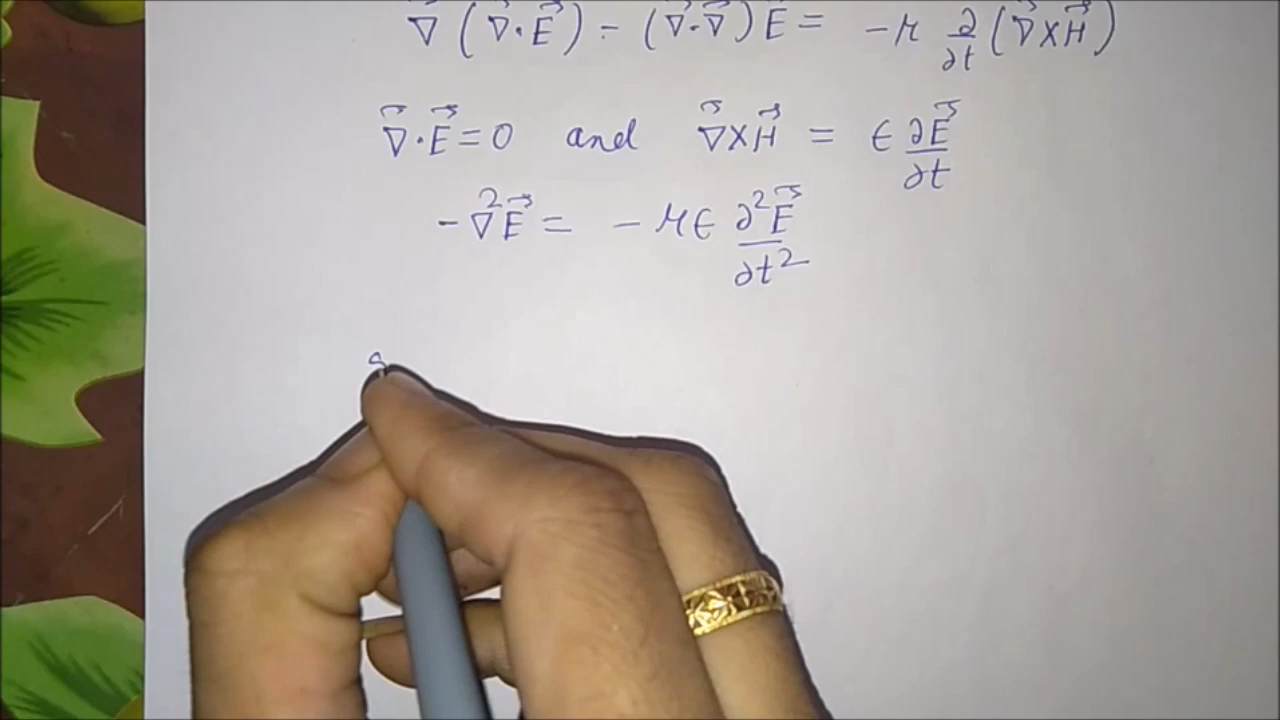 ∇⃗ (∇⃗·E⃗) - (∇⃗·∇⃗) E⃗ = -μ ∂/∂t (∇⃗×H⃗)
∇⃗·E⃗ = 0 and ∇⃗×H⃗ = ε ∂E⃗/∂t
-∇²E⃗ = -με ∂²E⃗/∂t²